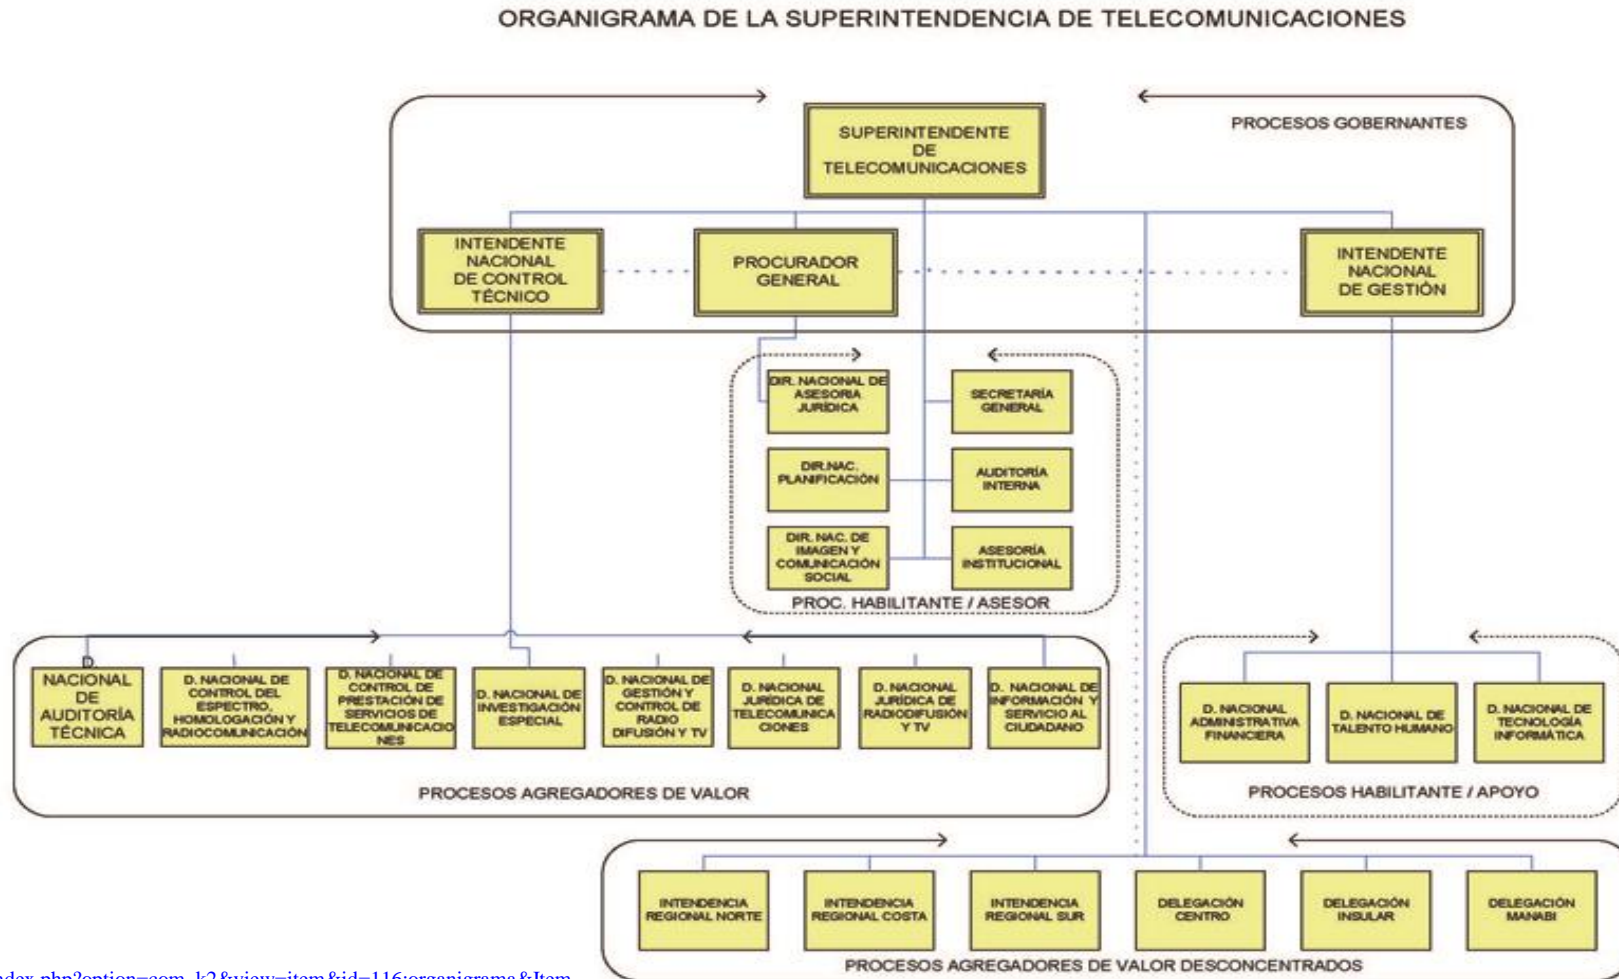 ORGANIGRAMA DE LA SUPERINTENDENCIA DE TELECOMUNICACIONES
PROCESOS GOBERNANTES
SUPERINTENDENTE
DE
TELECOMUNICACIONES
INTENDENTE
NACIONAL
DE CONTROL
TÉCNICO
PROCURADOR
GENERAL
INTENDENTE
NACIONAL
DE GESTIÓN
DIR. NACIONAL DE
ASESORIA
JURÍDICA
SECRETARÍA
GENERAL
DIR.NAC.
PLANIFICACIÓN
AUDITORÍA
INTERNA
DIR. NAC. DE
IMAGEN Y
COMUNICACIÓN
SOCIAL
ASESORÍA
INSTITUCIONAL
PROC. HABILITANTE / ASESOR
D.
NACIONAL
DE
AUDITORÍA
TÉCNICA
D. NACIONAL DE
CONTROL DEL
ESPECTRO,
HOMOLOGACIÓN Y
RADIOCOMUNICACIÓN
D. NACIONAL DE
CONTROL DE
PRESTACIÓN DE
SERVICIOS DE
TELECOMUNICACIO
NES
D. NACIONAL DE
INVESTIGACIÓN
ESPECIAL
D. NACIONAL DE
GESTIÓN Y
CONTROL DE
RADIO
DIFUSIÓN Y TV
D. NACIONAL
JURÍDICA DE
TELECOMUNICA
CIONES
D. NACIONAL
JURÍDICA DE
RADIODIFUSIÓN
Y TV
D. NACIONAL DE
INFORMACIÓN Y
SERVICIO AL
CIUDADANO
PROCESOS AGREGADORES DE VALOR
D. NACIONAL
ADMINISTRATIVA
FINANCIERA
D. NACIONAL DE
TALENTO HUMANO
D. NACIONAL DE
TECNOLOGÍA
INFORMÁTICA
PROCESOS HABILITANTE / APOYO
INTENDENCIA
REGIONAL NORTE
INTENDENCIA
REGIONAL COSTA
INTENDENCIA
REGIONAL SUR
DELEGACIÓN
CENTRO
DELEGACIÓN
INSULAR
DELEGACIÓN
MANABI
PROCESOS AGREGADORES DE VALOR DESCONCENTRADOS